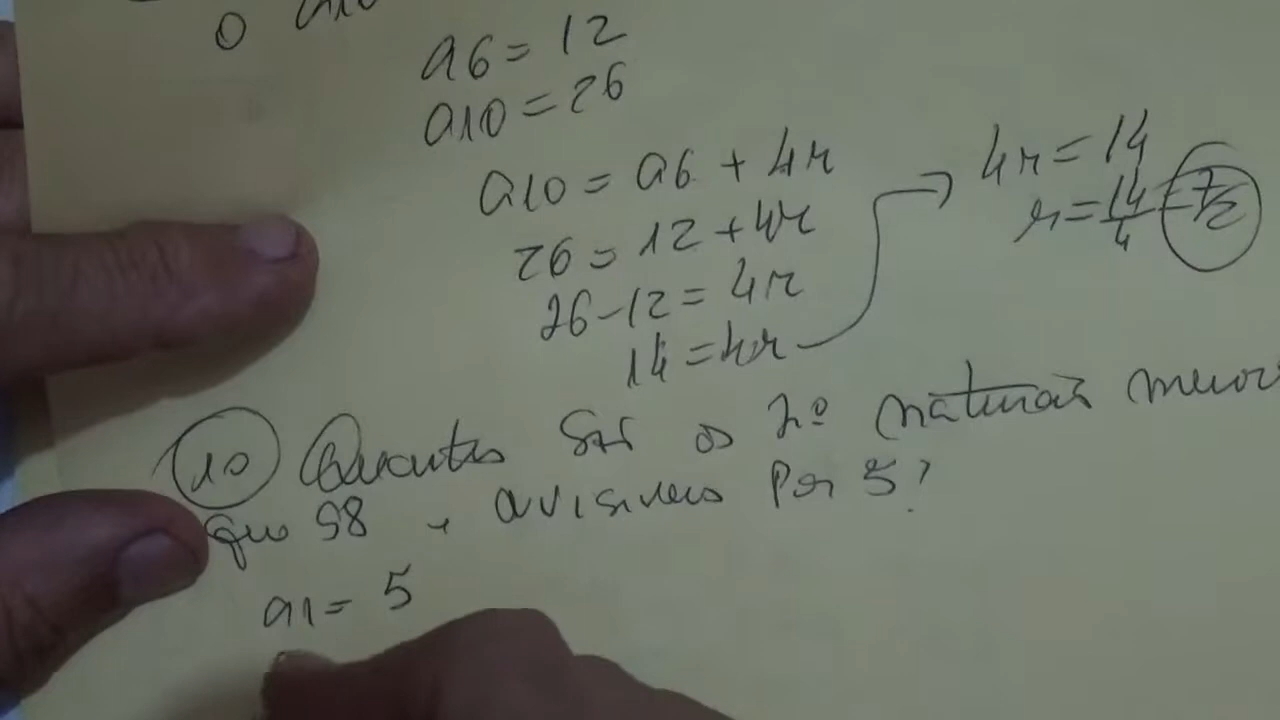 o a10
a6 = 12
a10 = 26
a10 = a6 + 4r
26 = 12 + 4r
26 - 12 = 4r
14 = 4r
4r = 14
r = 14/4 = 7/2
10 Quantos são os nº naturais menor
que 98 e divisíveis por 5?
a1 = 5